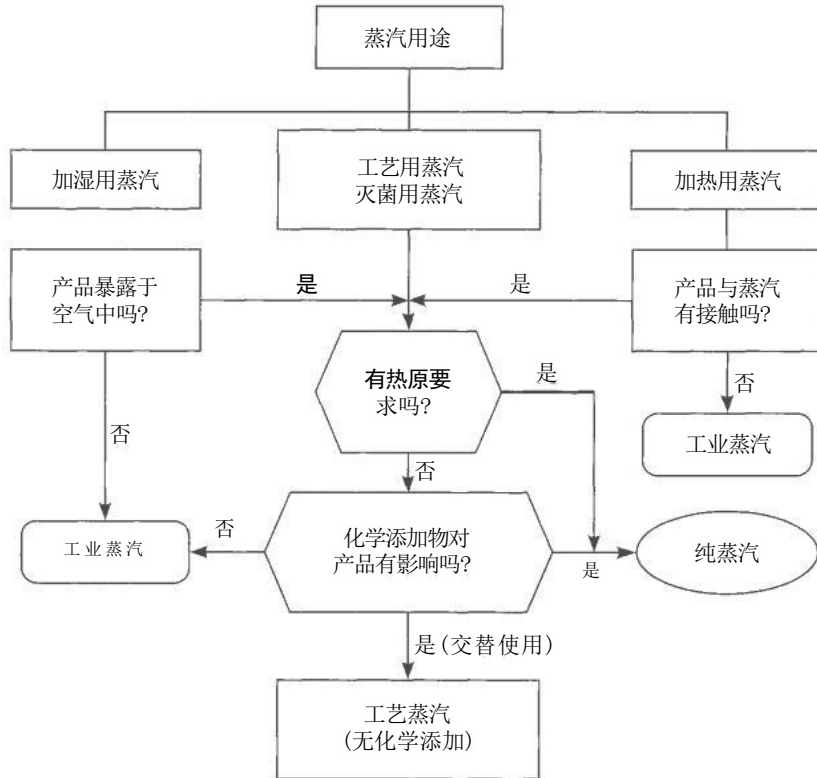 蒸汽用途
加湿用蒸汽
工艺用蒸汽
灭菌用蒸汽
加热用蒸汽
产品暴露于
空气中吗?
是
是
产品与蒸汽
有接触吗?
有热原要
求吗?
是
否
工业蒸汽
否
否
工业蒸汽
否
化学添加物对
产品有影响吗?
是
纯蒸汽
是(交替使用)
工艺蒸汽
(无化学添加)